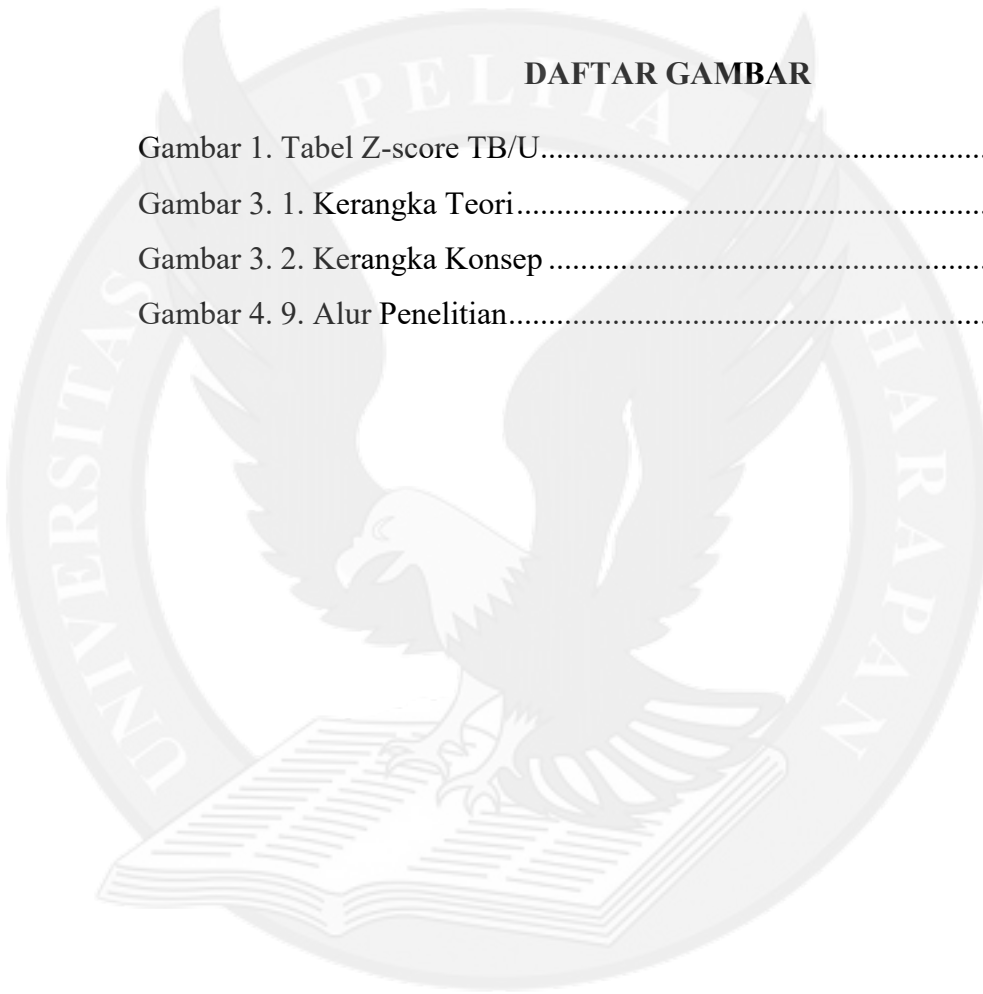 DAFTAR GAMBAR
Gambar 1. Tabel Z-score TB/U..........................................................
Gambar 3. 1. Kerangka Teori.............................................................
Gambar 3. 2. Kerangka Konsep .........................................................
Gambar 4. 9. Alur Penelitian..............................................................
UNIVERSITAS PELITA HARAPAN